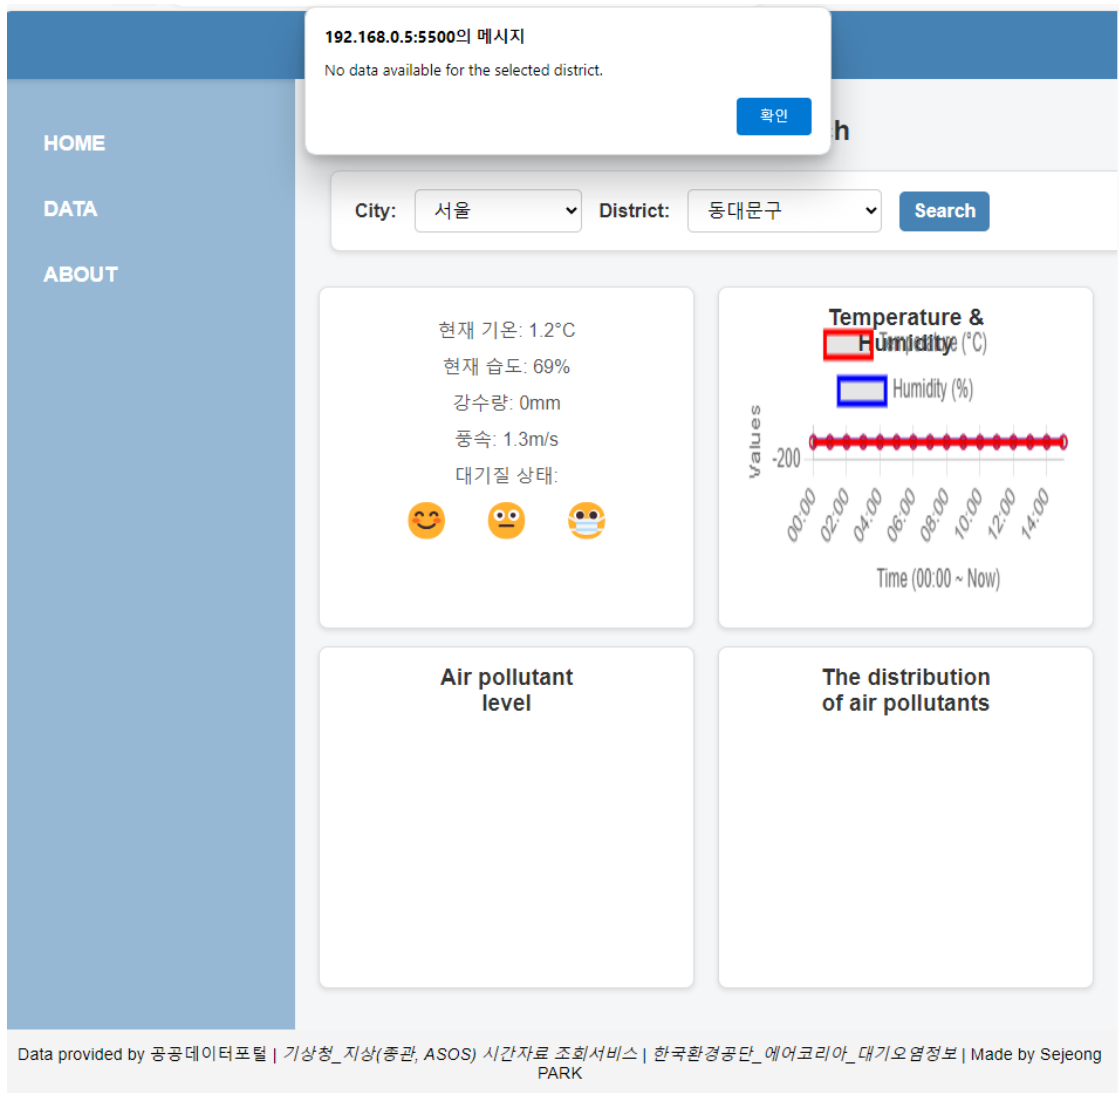 192.168.0.5:5500의 메시지
No data available for the selected district.
확인
h
HOME
DATA
ABOUT
City:
서울
District:
동대문구
Search
현재 기온: 1.2°C
현재 습도: 69%
강수량: 0mm
풍속: 1.3m/s
대기질 상태:
Temperature &
Humidity
Temperature (°C)
Humidity (%)
Values
-200
00:00
02:00
04:00
06:00
08:00
10:00
12:00
14:00
Time (00:00 ~ Now)
Air pollutant
level
The distribution
of air pollutants
Data provided by 공공데이터포털 | 기상청_지상(종관, ASOS) 시간자료 조회서비스 | 한국환경공단_에어코리아_대기오염정보 | Made by Sejeong
PARK